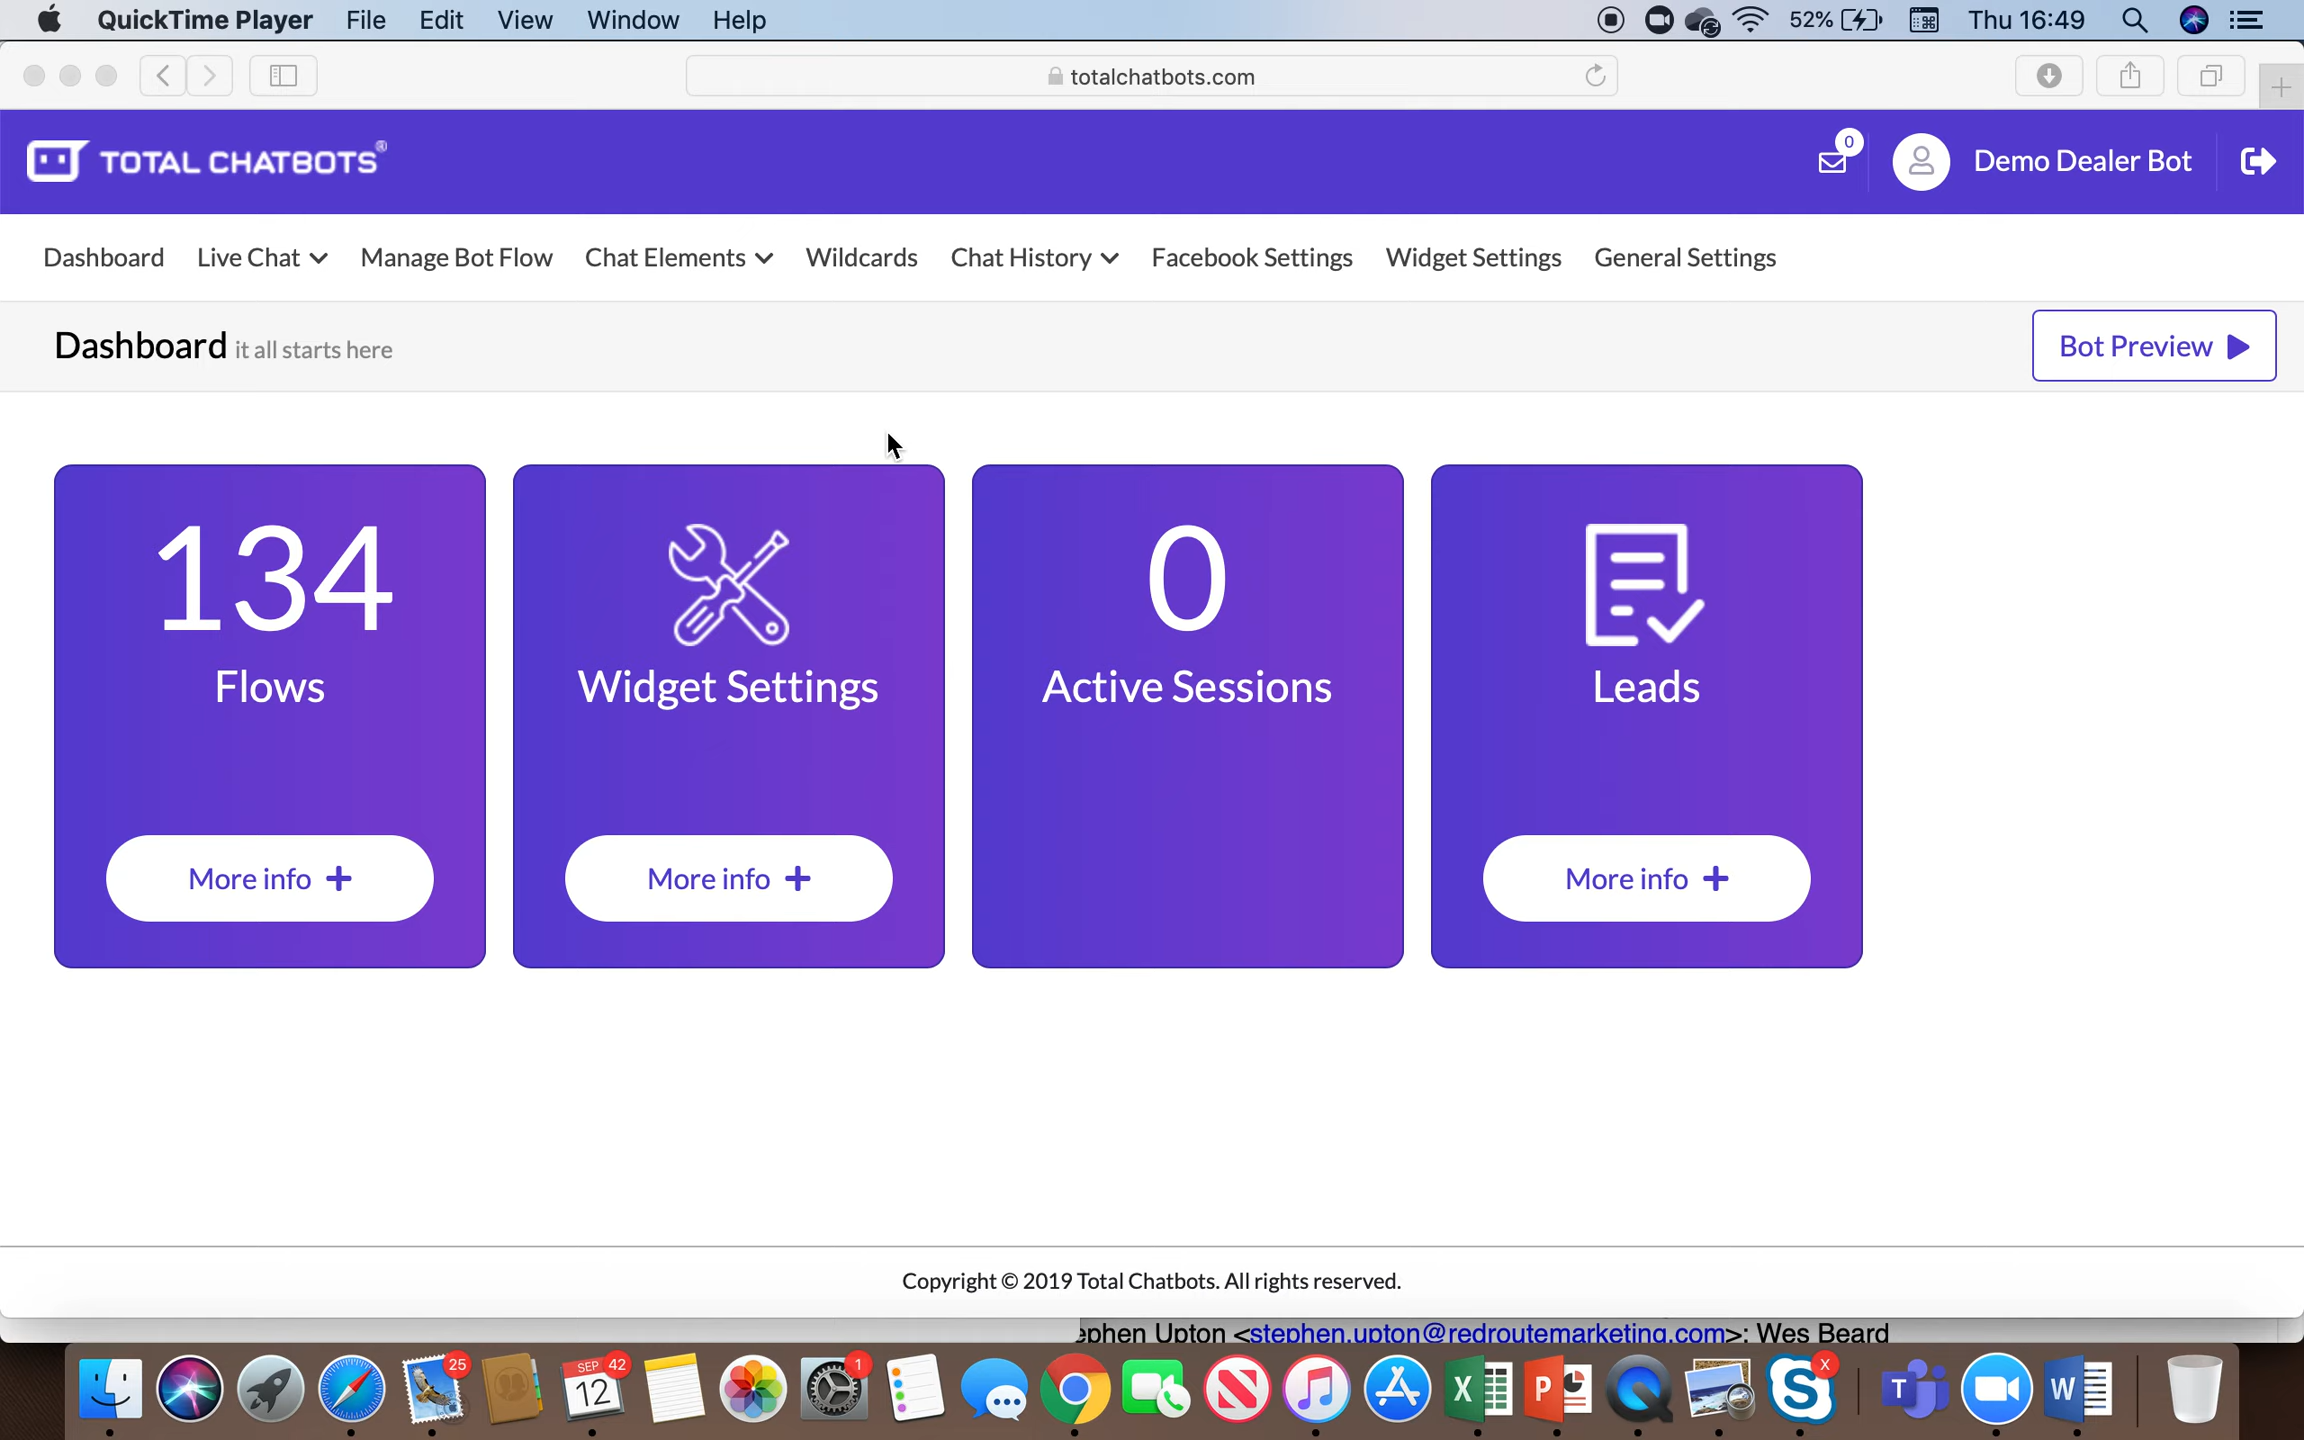 QuickTime Player File Edit View Window Help 52% Thu 16:49
totalchatbots.com
TOTAL CHATBOTS® 0 Demo Dealer Bot
Dashboard Live Chat Manage Bot Flow Chat Elements Wildcards Chat History Facebook Settings Widget Settings General Settings
Dashboard it all starts here Bot Preview
134
Flows
More info +
Widget Settings
More info +
0
Active Sessions
Leads
More info +
Copyright © 2019 Total Chatbots. All rights reserved.
ephen Upton <stephen.upton@redroutemarketing.com>: Wes Beard
25 SEP 42 1 X
12 N X P S T W